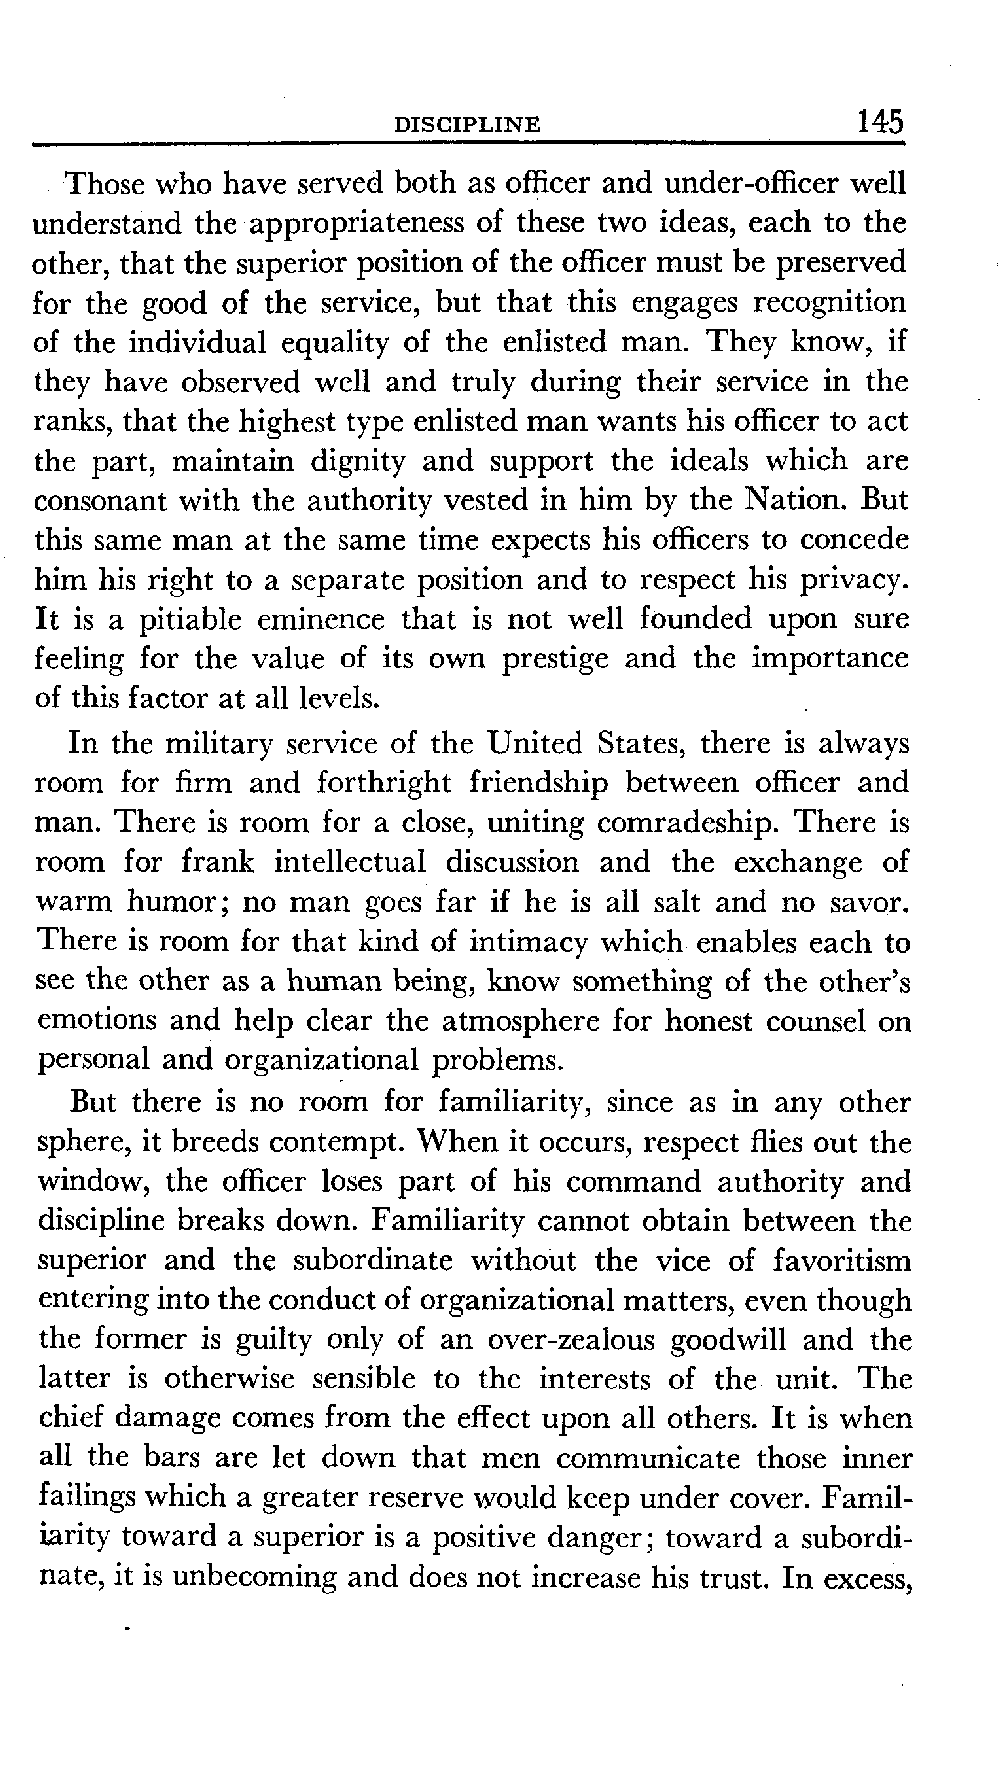 DISCIPLINE 145
Those who have served both as officer and under-officer well
understand the appropriateness of these two ideas, each to the
other, that the superior position of the officer must be preserved
for the good of the service, but that this engages recognition
of the individual equality of the enlisted man. They know, if
they have observed well and truly during their service in the
ranks, that the highest type enlisted man wants his officer to act
the part, maintain dignity and support the ideals which are
consonant with the authority vested in him by the Nation. But
this same man at the same time expects his officers to concede
him his right to a separate position and to respect his privacy.
It is a pitiable eminence that is not well founded upon sure
feeling for the value of its own prestige and the importance
of this factor at all levels.
In the military service of the United States, there is always
room for firm and forthright friendship between officer and
man. There is room for a close, uniting comradeship. There is
room for frank intellectual discussion and the exchange of
warm humor; no man goes far if he is all salt and no savor.
There is room for that kind of intimacy which enables each to
see the other as a human being, know something of the other's
emotions and help clear the atmosphere for honest counsel on
personal and organizational problems.
But there is no room for familiarity, since as in any other
sphere, it breeds contempt. When it occurs, respect flies out the
window, the officer loses part of his command authority and
discipline breaks down. Familiarity cannot obtain between the
superior and the subordinate without the vice of favoritism
entering into the conduct of organizational matters, even though
the former is guilty only of an over-zealous goodwill and the
latter is otherwise sensible to the interests of the unit. The
chief damage comes from the effect upon all others. It is when
all the bars are let down that men communicate those inner
failings which a greater reserve would keep under cover. Famil-
iarity toward a superior is a positive danger; toward a subordi-
nate, it is unbecoming and does not increase his trust. In excess,